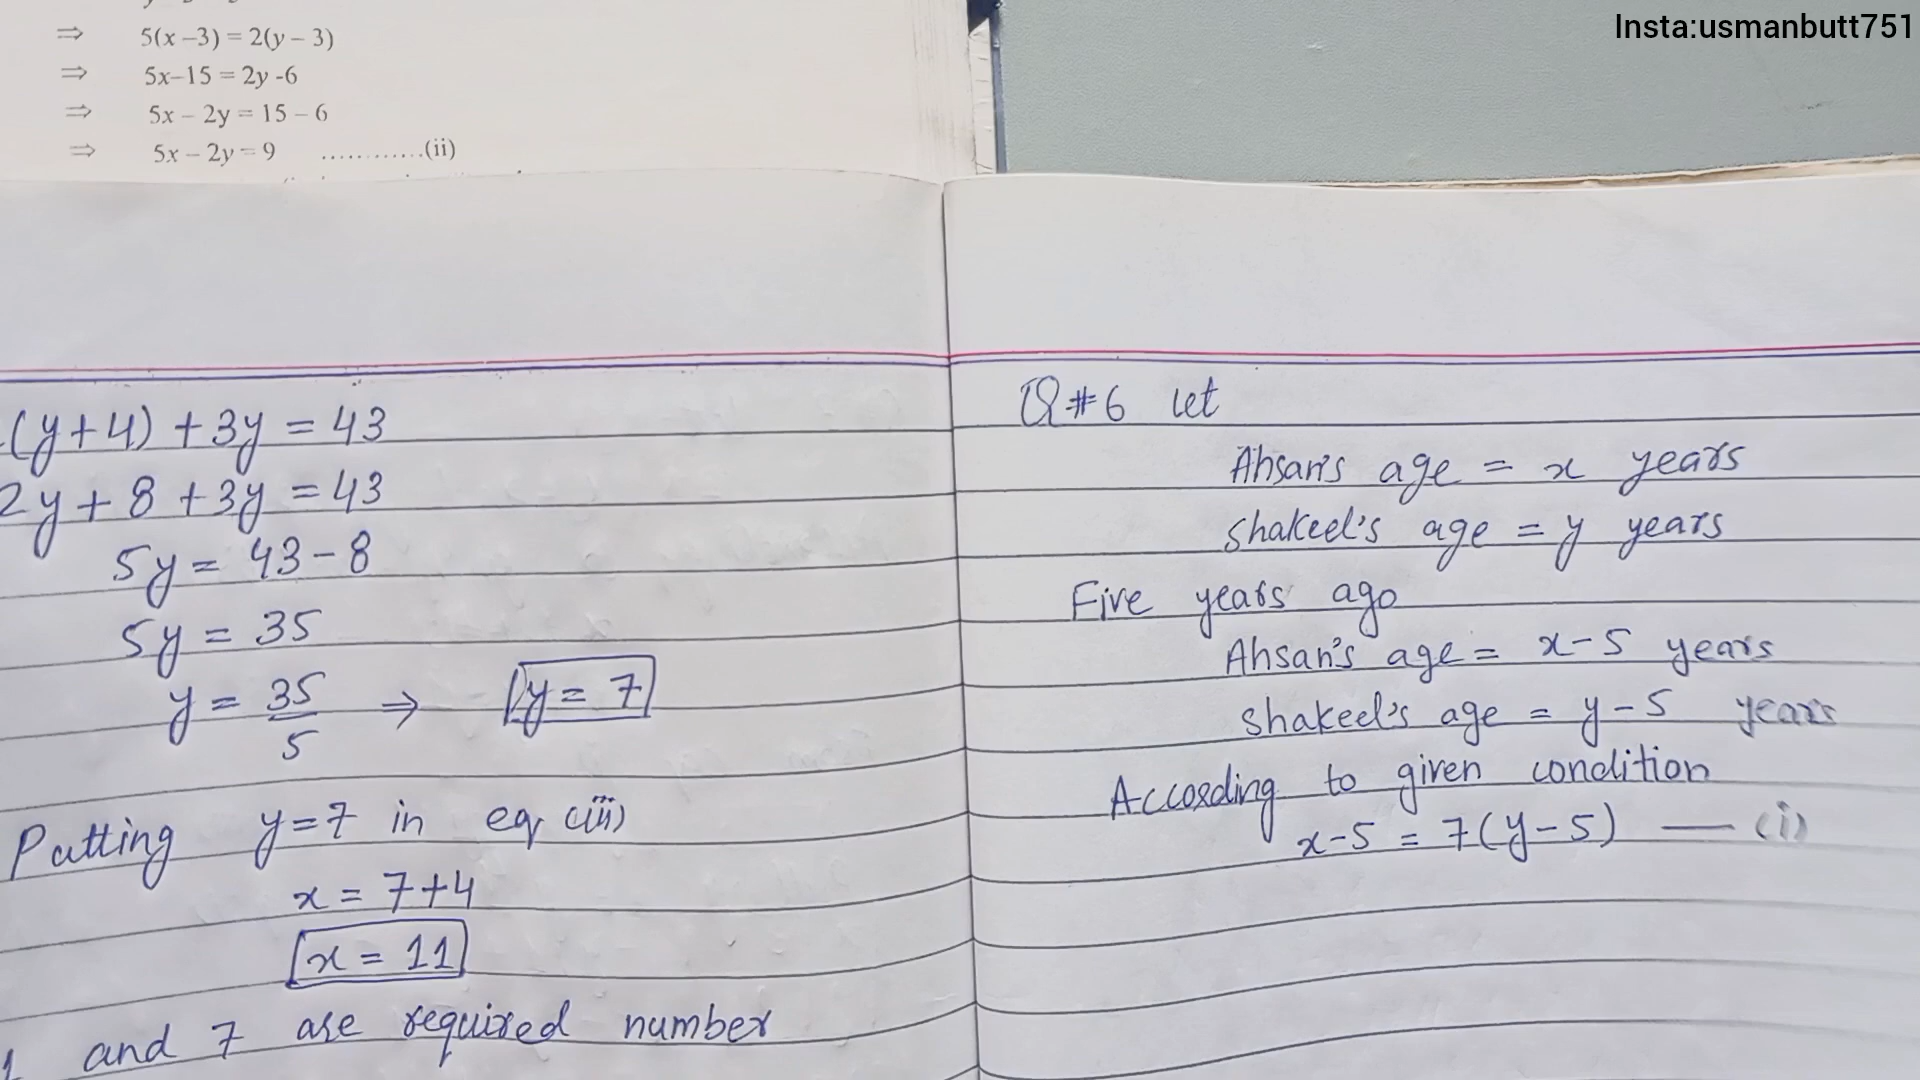 Insta:usmanbutt751
⇒ 5(x–3) = 2(y – 3)
⇒ 5x–15 = 2y -6
⇒ 5x – 2y = 15 – 6
⇒ 5x – 2y = 9 ............(ii)
(y+4) + 3y = 43
2y + 8 + 3y = 43
5y = 43 - 8
5y = 35
y = 35/5 ⇒ y = 7
Putting y=7 in eq (iii)
x = 7+4
x = 11
and 7 are required number
Q#6 let
Ahsan's age = x years
Shakeel's age = y years
Five years ago
Ahsan's age = x-5 years
Shakeel's age = y-5 years
According to given condition
x-5 = 7(y-5) — (i)